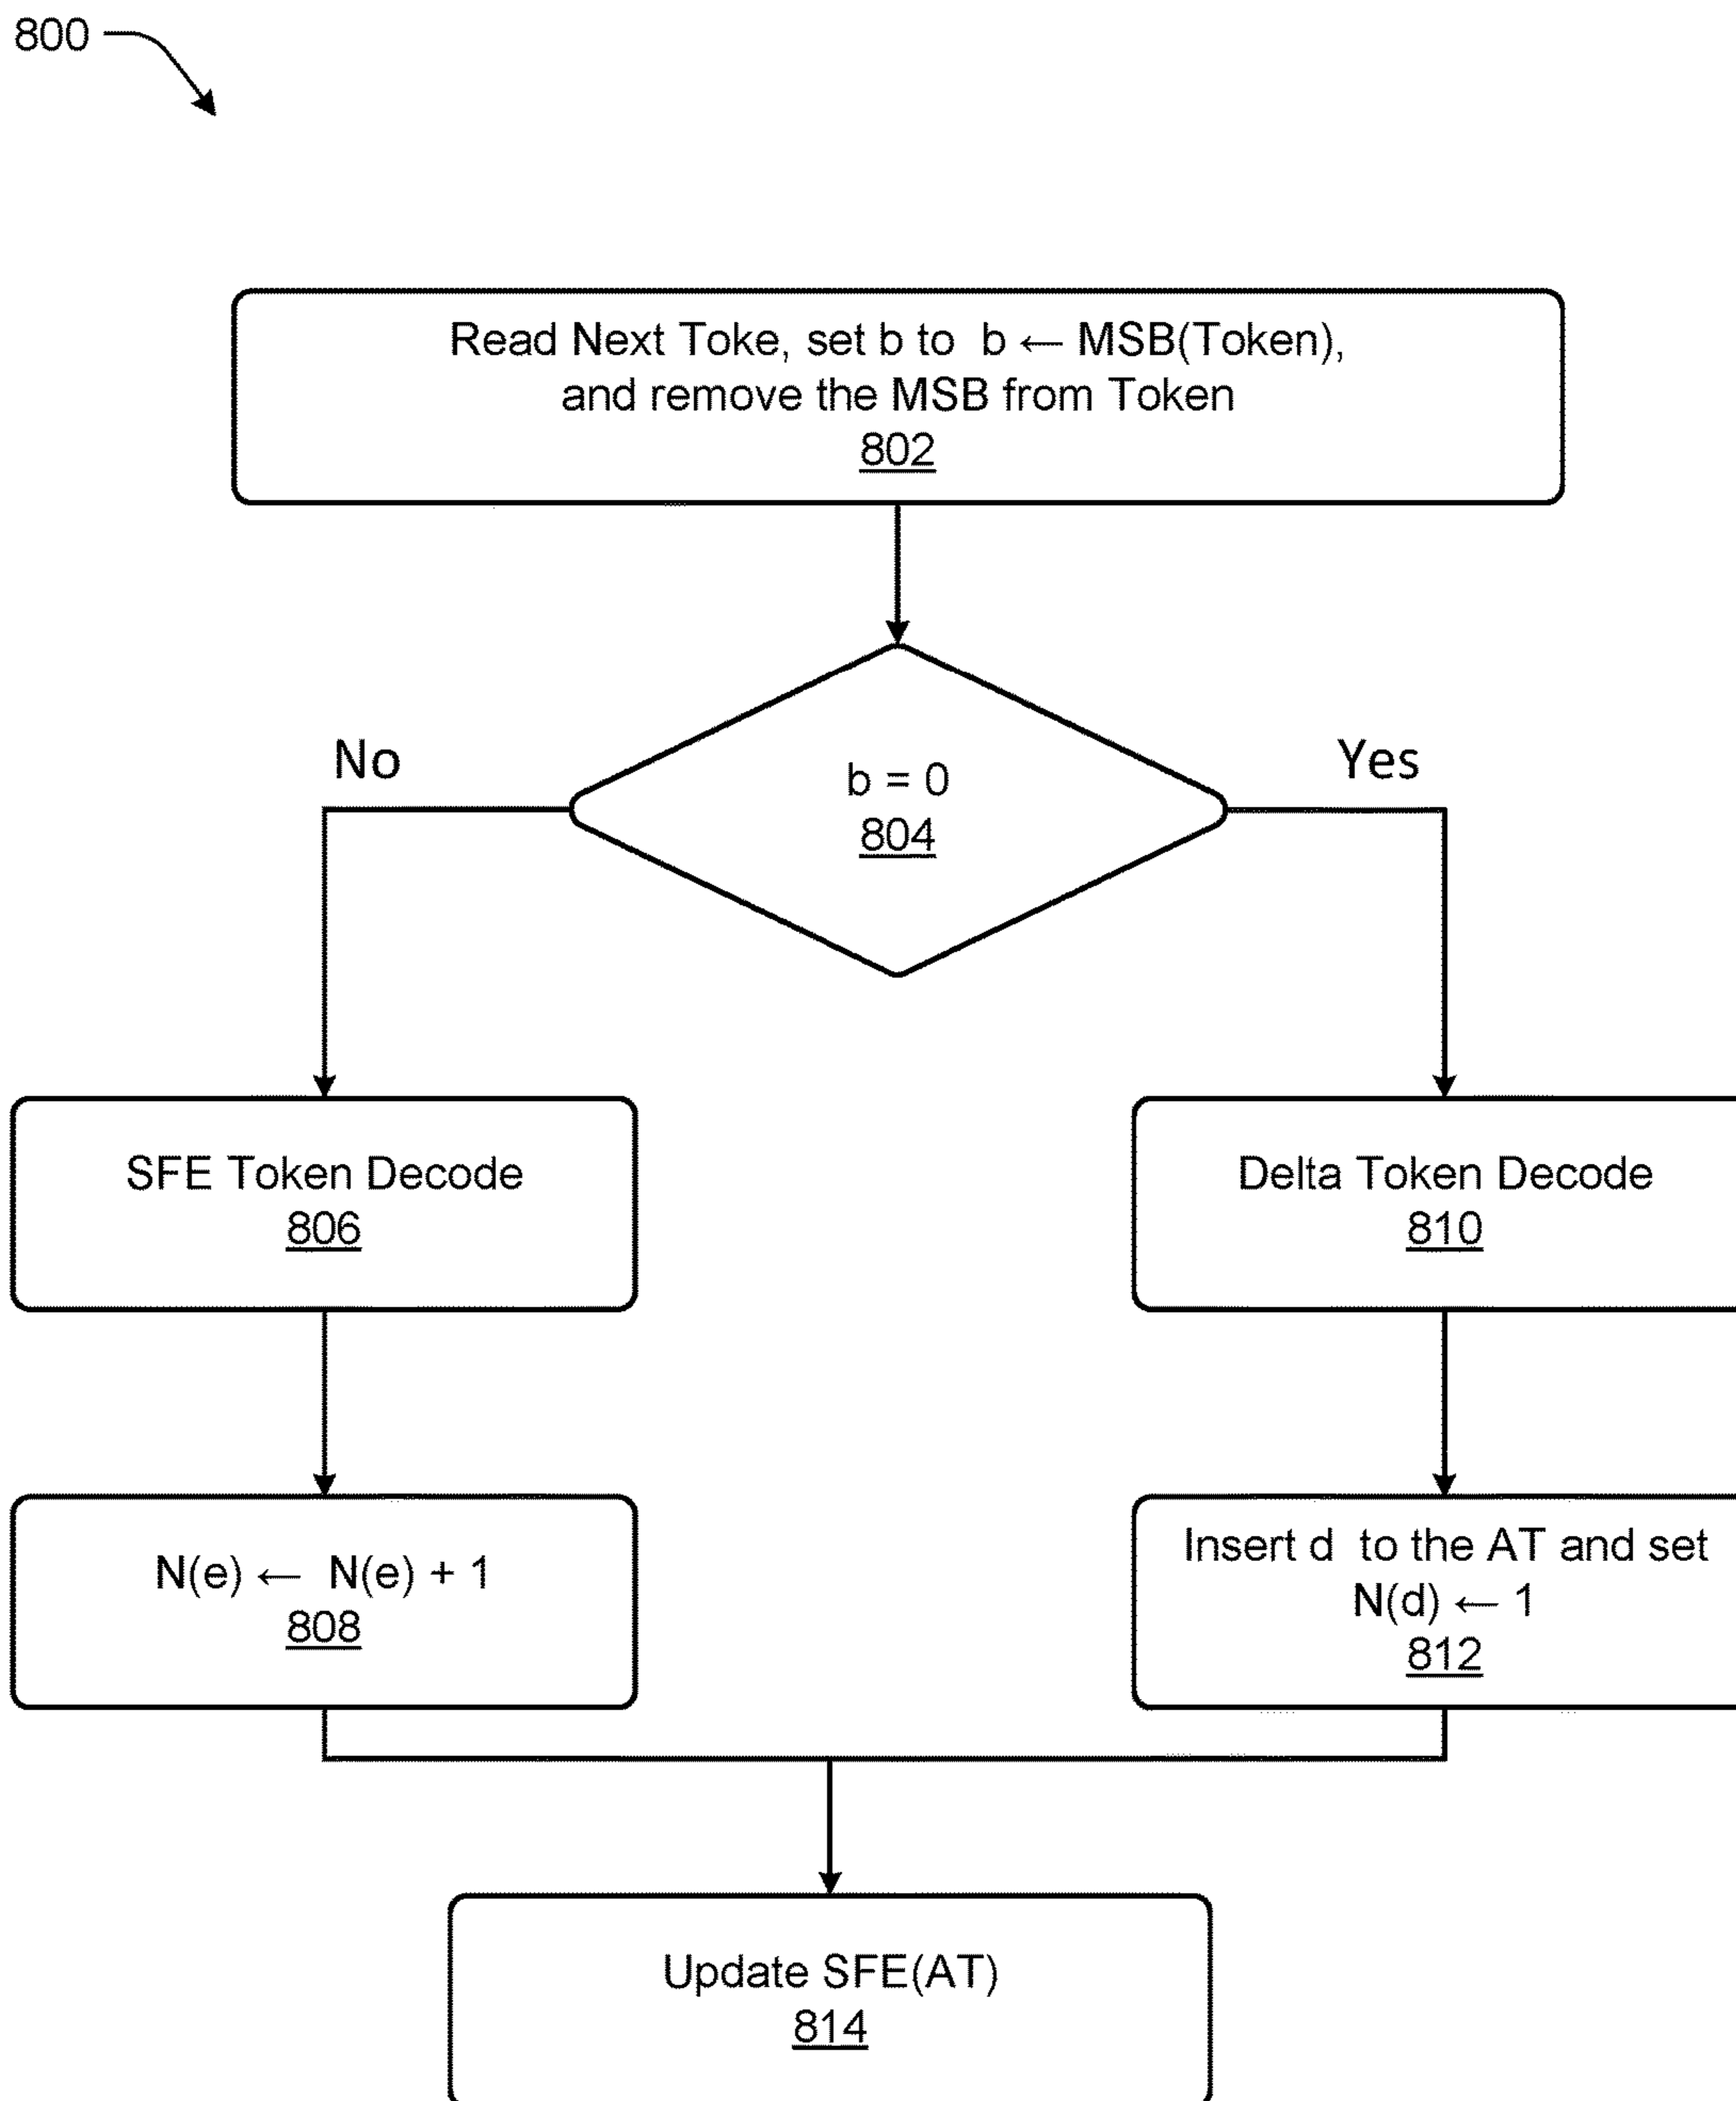 800
Read Next Toke, set b to b ← MSB(Token),
and remove the MSB from Token
802
No
Yes
b = 0
804
SFE Token Decode
806
Delta Token Decode
810
N(e) ← N(e) + 1
808
Insert d to the AT and set
N(d) ← 1
812
Update SFE(AT)
814